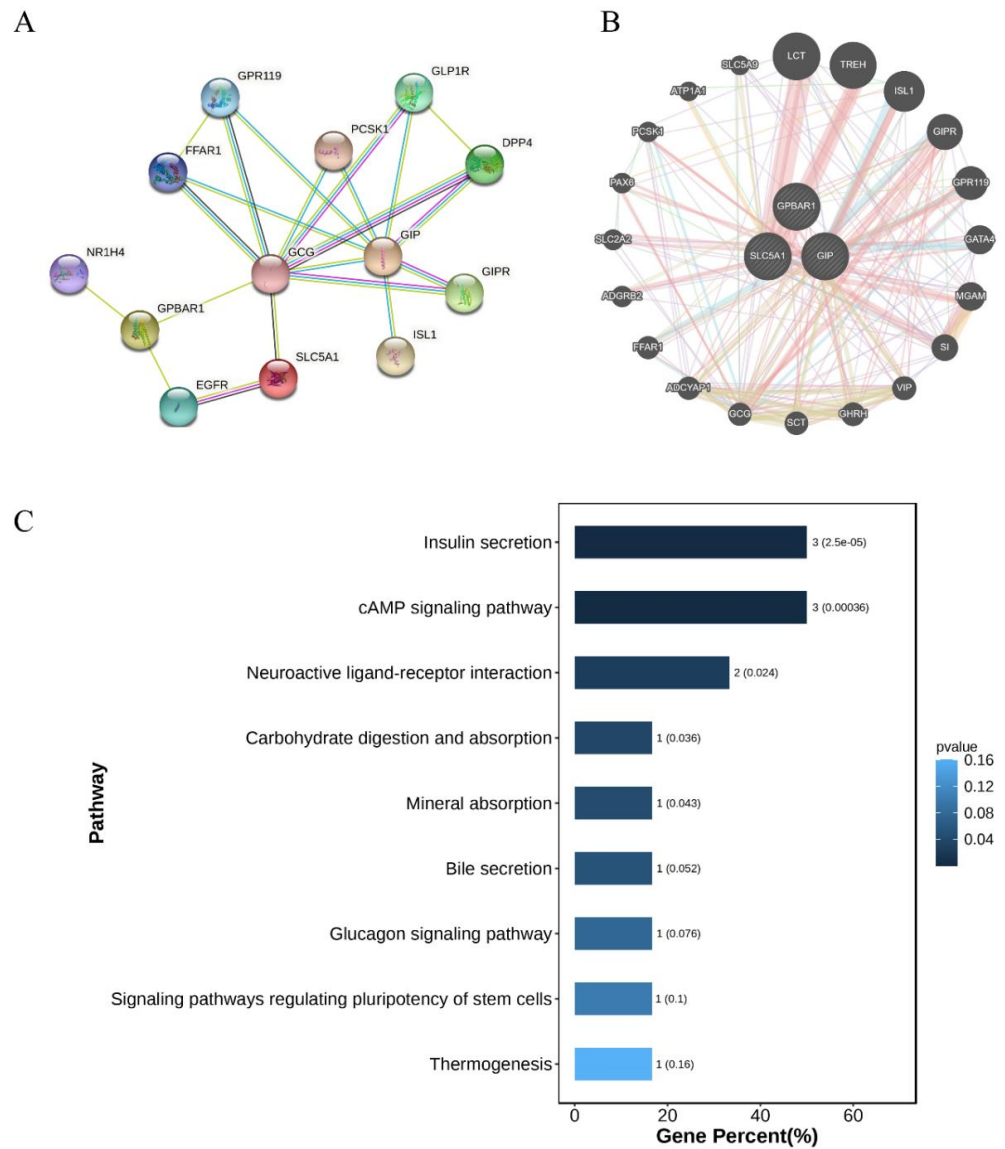 A
GPR119
GLP1R
PCSK1
DPP4
FFAR1
GIP
GCG
NR1H4
GIPR
GPBAR1
ISL1
SLC5A1
EGFR
B
LCT
TREH
SLC5A9
ISL1
ATP1A1
PCSK1
GIPR
PAX6
GPR119
GPBAR1
SLC2A2
GATA4
SLC5A1
GIP
ADGRB2
MGAM
FFAR1
SI
ADCYAP1
VIP
GCG
SCT
GHRH
C
Insulin secretion
3 (2.5e-05)
cAMP signaling pathway
3 (0.00036)
Neuroactive ligand-receptor interaction
2 (0.024)
Carbohydrate digestion and absorption
1 (0.036)
Mineral absorption
1 (0.043)
Bile secretion
1 (0.052)
Glucagon signaling pathway
1 (0.076)
Signaling pathways regulating pluripotency of stem cells
1 (0.1)
Thermogenesis
1 (0.16)
Pathway
0
20
40
60
Gene Percent(%)
pvalue
0.16
0.12
0.08
0.04